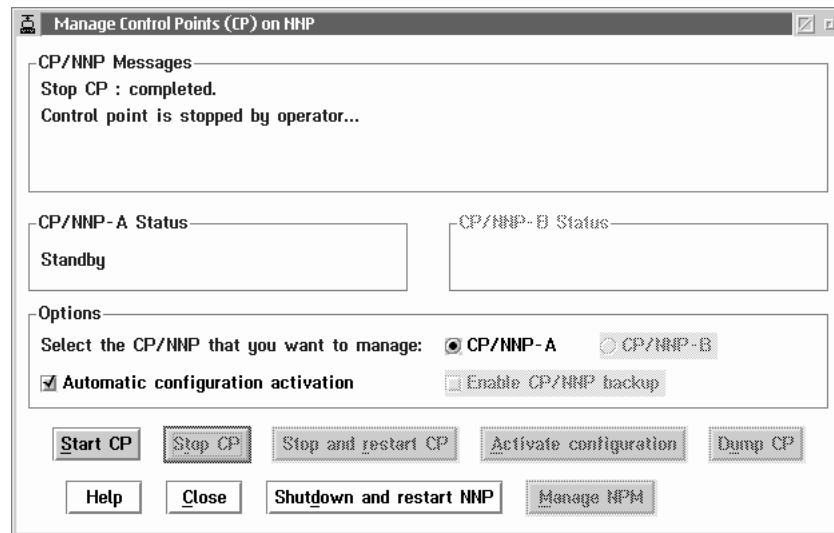 Manage Control Points (CP) on NNP
CP/NNP Messages
Stop CP : completed.
Control point is stopped by operator...
CP/NNP-A Status
CP/NNP-B Status
Standby
Options
Select the CP/NNP that you want to manage: CP/NNP-A CP/NNP-B
Automatic configuration activation Enable CP/NNP backup
Start CP Stop CP Stop and restart CP Activate configuration Dump CP
Help Close Shutdown and restart NNP Manage NPM